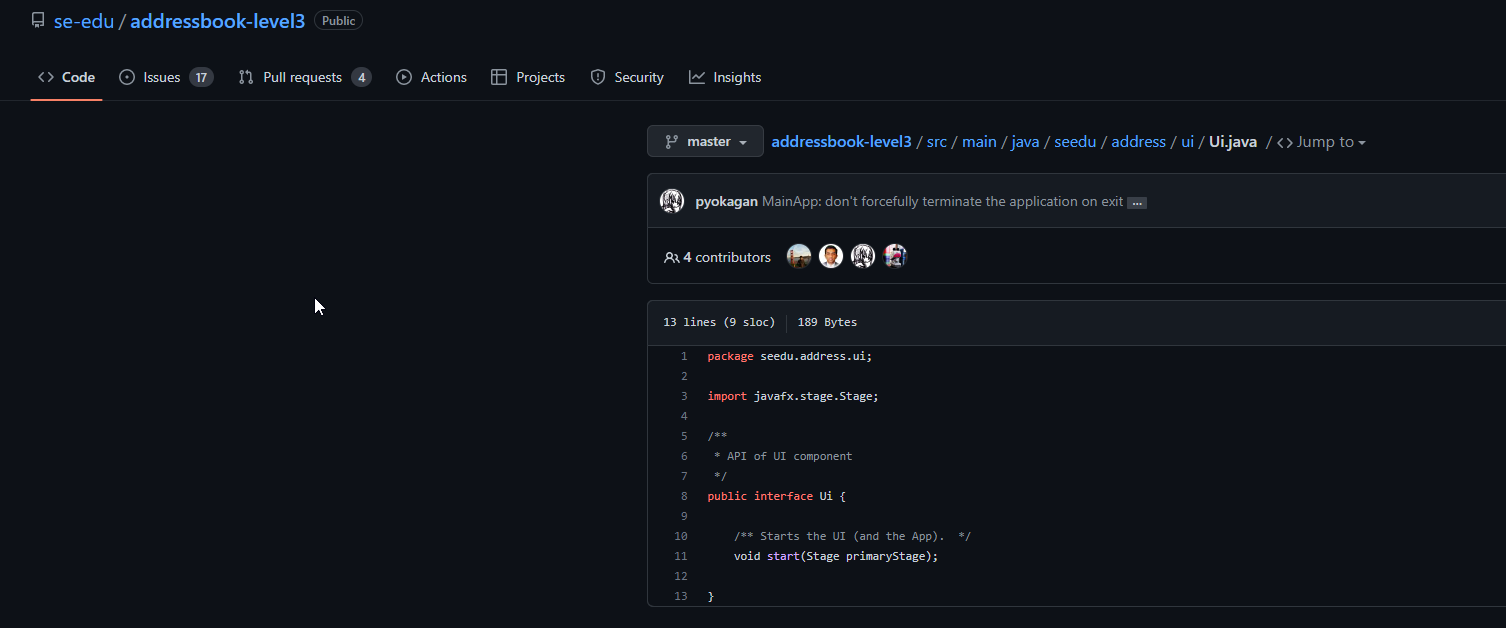 se-edu / addressbook-level3 Public
Code Issues 17 Pull requests 4 Actions Projects Security Insights
master addressbook-level3 / src / main / java / seedu / address / ui / Ui.java / <> Jump to
pyokagan MainApp: don't forcefully terminate the application on exit ...
4 contributors
13 lines (9 sloc) 189 Bytes
1 package seedu.address.ui;
2
3 import javafx.stage.Stage;
4
5 /**
6 * API of UI component
7 */
8 public interface Ui {
9
10 /** Starts the UI (and the App).  */
11 void start(Stage primaryStage);
12
13 }